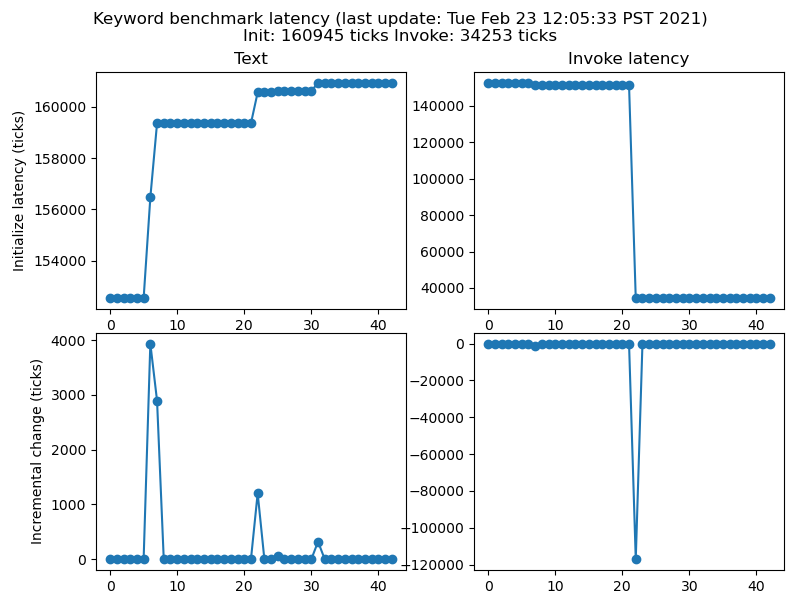 Keyword benchmark latency (last update: Tue Feb 23 12:05:33 PST 2021)
Init: 160945 ticks Invoke: 34253 ticks
Text
Invoke latency
Initialize latency (ticks)
160000
158000
156000
154000
0 10 20 30 40
140000
120000
100000
80000
60000
40000
0 10 20 30 40
Incremental change (ticks)
4000
3000
2000
1000
0
0 10 20 30 40
0
−20000
−40000
−60000
−80000
−100000
−120000
0 10 20 30 40